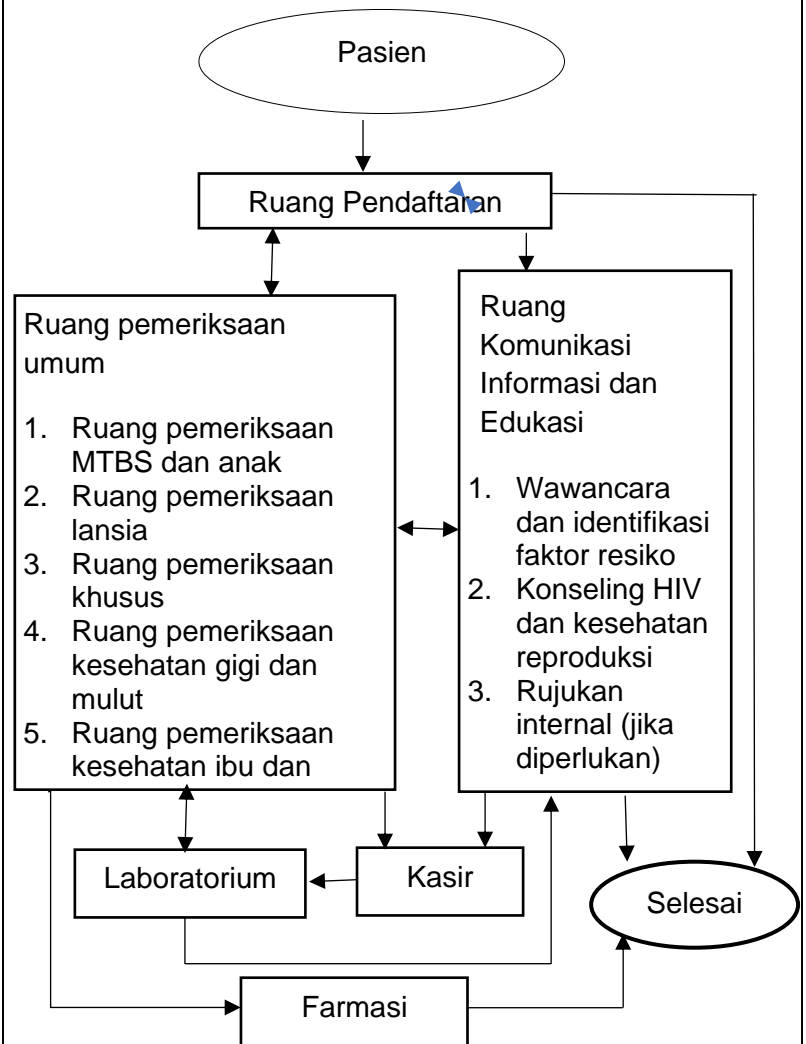 Pasien
Ruang Pendaftaran
Ruang pemeriksaan
umum
1. Ruang pemeriksaan
MTBS dan anak
2. Ruang pemeriksaan
lansia
3. Ruang pemeriksaan
khusus
4. Ruang pemeriksaan
kesehatan gigi dan
mulut
5. Ruang pemeriksaan
kesehatan ibu dan
Ruang
Komunikasi
Informasi dan
Edukasi
1. Wawancara
dan identifikasi
faktor resiko
2. Konseling HIV
dan kesehatan
reproduksi
3. Rujukan
internal (jika
diperlukan)
Laboratorium
Kasir
Selesai
Farmasi